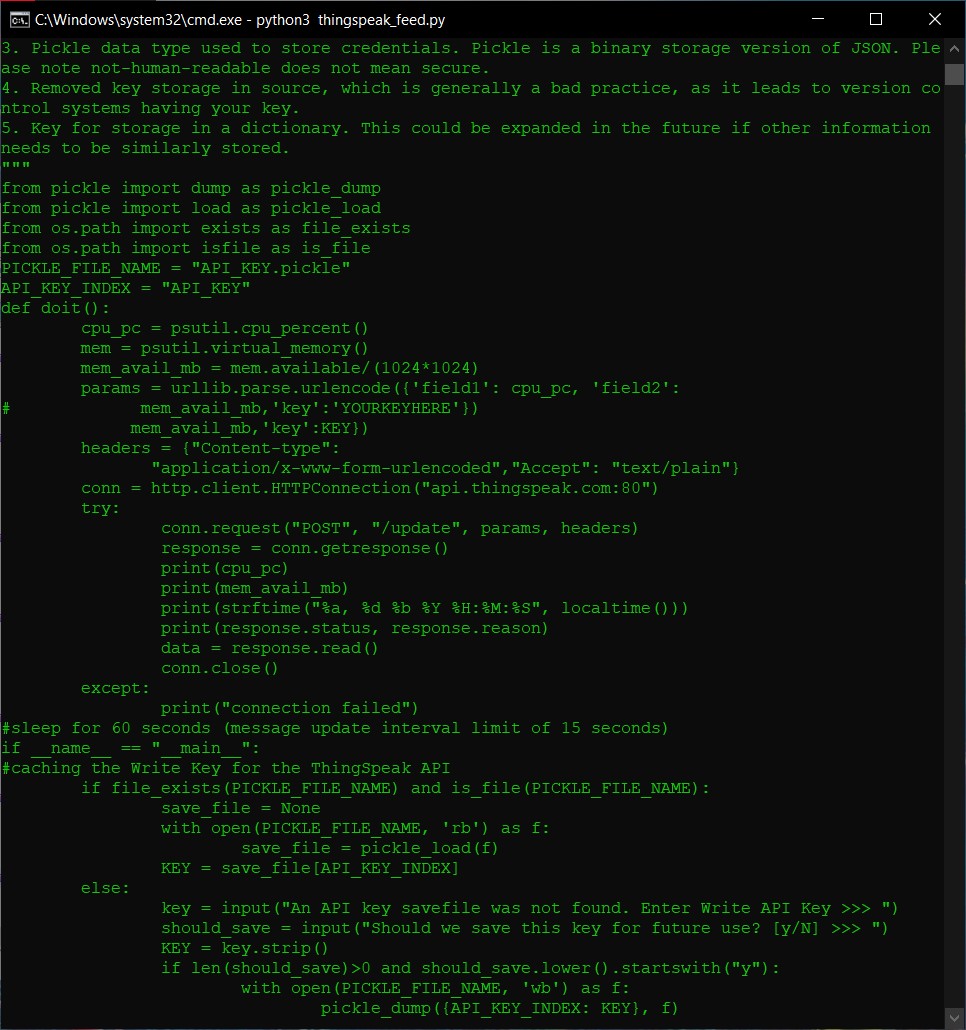 C:\Windows\system32\cmd.exe - python3  thingspeak_feed.py
3. Pickle data type used to store credentials. Pickle is a binary storage version of JSON. Ple
ase note not-human-readable does not mean secure.
4. Removed key storage in source, which is generally a bad practice, as it leads to version co
ntrol systems having your key.
5. Key for storage in a dictionary. This could be expanded in the future if other information
needs to be similarly stored.
"""
from pickle import dump as pickle_dump
from pickle import load as pickle_load
from os.path import exists as file_exists
from os.path import isfile as is_file
PICKLE_FILE_NAME = "API_KEY.pickle"
API_KEY_INDEX = "API_KEY"
def doit():
        cpu_pc = psutil.cpu_percent()
        mem = psutil.virtual_memory()
        mem_avail_mb = mem.available/(1024*1024)
        params = urllib.parse.urlencode({'field1': cpu_pc, 'field2':
#             mem_avail_mb,'key':'YOURKEYHERE'})
             mem_avail_mb,'key':KEY})
        headers = {"Content-type":
               "application/x-www-form-urlencoded","Accept": "text/plain"}
        conn = http.client.HTTPConnection("api.thingspeak.com:80")
        try:
                conn.request("POST", "/update", params, headers)
                response = conn.getresponse()
                print(cpu_pc)
                print(mem_avail_mb)
                print(strftime("%a, %d %b %Y %H:%M:%S", localtime()))
                print(response.status, response.reason)
                data = response.read()
                conn.close()
        except:
                print("connection failed")
#sleep for 60 seconds (message update interval limit of 15 seconds)
if __name__ == "__main__":
#caching the Write Key for the ThingSpeak API
        if file_exists(PICKLE_FILE_NAME) and is_file(PICKLE_FILE_NAME):
                save_file = None
                with open(PICKLE_FILE_NAME, 'rb') as f:
                        save_file = pickle_load(f)
                KEY = save_file[API_KEY_INDEX]
        else:
                key = input("An API key savefile was not found. Enter Write API Key >>> ")
                should_save = input("Should we save this key for future use? [y/N] >>> ")
                KEY = key.strip()
                if len(should_save)>0 and should_save.lower().startswith("y"):
                        with open(PICKLE_FILE_NAME, 'wb') as f:
                                pickle_dump({API_KEY_INDEX: KEY}, f)